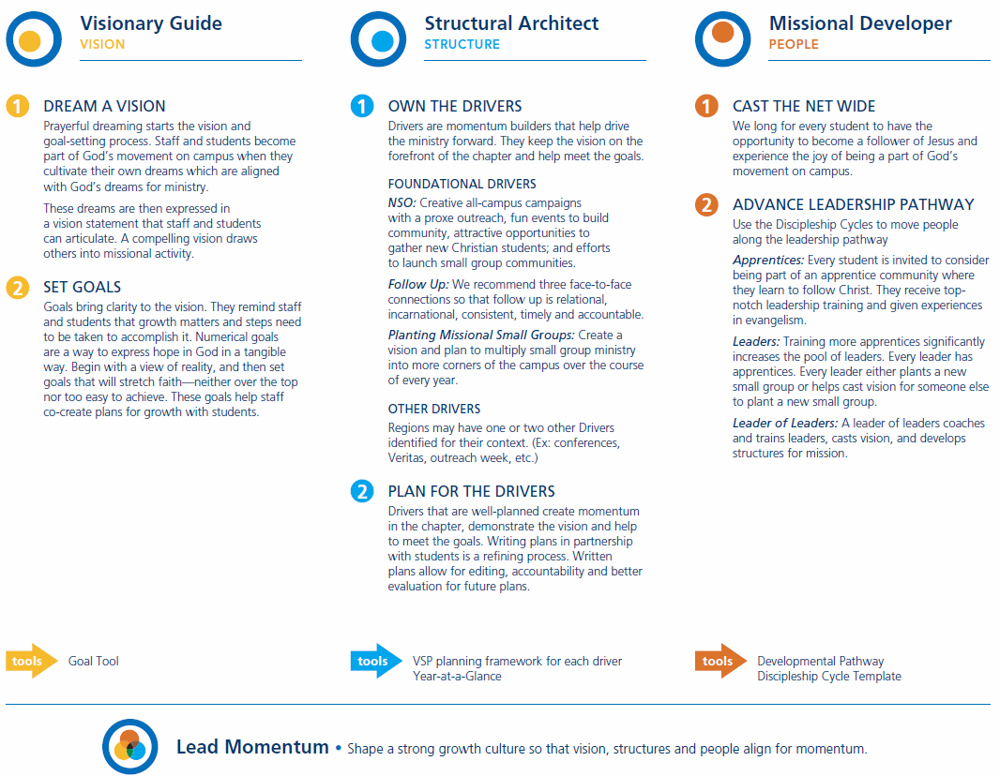 Visionary Guide
VISION
1 DREAM A VISION
Prayerful dreaming starts the vision and
goal-setting process. Staff and students become
part of God’s movement on campus when they
cultivate their own dreams which are aligned
with God’s dreams for ministry.
These dreams are then expressed in
a vision statement that staff and students
can articulate. A compelling vision draws
others into missional activity.
2 SET GOALS
Goals bring clarity to the vision. They remind staff
and students that growth matters and steps need
to be taken to accomplish it. Numerical goals
are a way to express hope in God in a tangible
way. Begin with a view of reality, and then set
goals that will stretch faith—neither over the top
nor too easy to achieve. These goals help staff
co-create plans for growth with students.
tools Goal Tool
Structural Architect
STRUCTURE
1 OWN THE DRIVERS
Drivers are momentum builders that help drive
the ministry forward. They keep the vision on the
forefront of the chapter and help meet the goals.
FOUNDATIONAL DRIVERS
NSO: Creative all-campus campaigns
with a proxe outreach, fun events to build
community, attractive opportunities to
gather new Christian students; and efforts
to launch small group communities.
Follow Up: We recommend three face-to-face
connections so that follow up is relational,
incarnational, consistent, timely and accountable.
Planting Missional Small Groups: Create a
vision and plan to multiply small group ministry
into more corners of the campus over the course
of every year.
OTHER DRIVERS
Regions may have one or two other Drivers
identified for their context. (Ex: conferences,
Veritas, outreach week, etc.)
2 PLAN FOR THE DRIVERS
Drivers that are well-planned create momentum
in the chapter, demonstrate the vision and help
to meet the goals. Writing plans in partnership
with students is a refining process. Written
plans allow for editing, accountability and better
evaluation for future plans.
tools VSP planning framework for each driver
Year-at-a-Glance
Missional Developer
PEOPLE
1 CAST THE NET WIDE
We long for every student to have the
opportunity to become a follower of Jesus and
experience the joy of being a part of God’s
movement on campus.
2 ADVANCE LEADERSHIP PATHWAY
Use the Discipleship Cycles to move people
along the leadership pathway
Apprentices: Every student is invited to consider
being part of an apprentice community where
they learn to follow Christ. They receive top-
notch leadership training and given experiences
in evangelism.
Leaders: Training more apprentices significantly
increases the pool of leaders. Every leader has
apprentices. Every leader either plants a new
small group or helps cast vision for someone else
to plant a new small group.
Leader of Leaders: A leader of leaders coaches
and trains leaders, casts vision, and develops
structures for mission.
tools Developmental Pathway
Discipleship Cycle Template
Lead Momentum • Shape a strong growth culture so that vision, structures and people align for momentum.